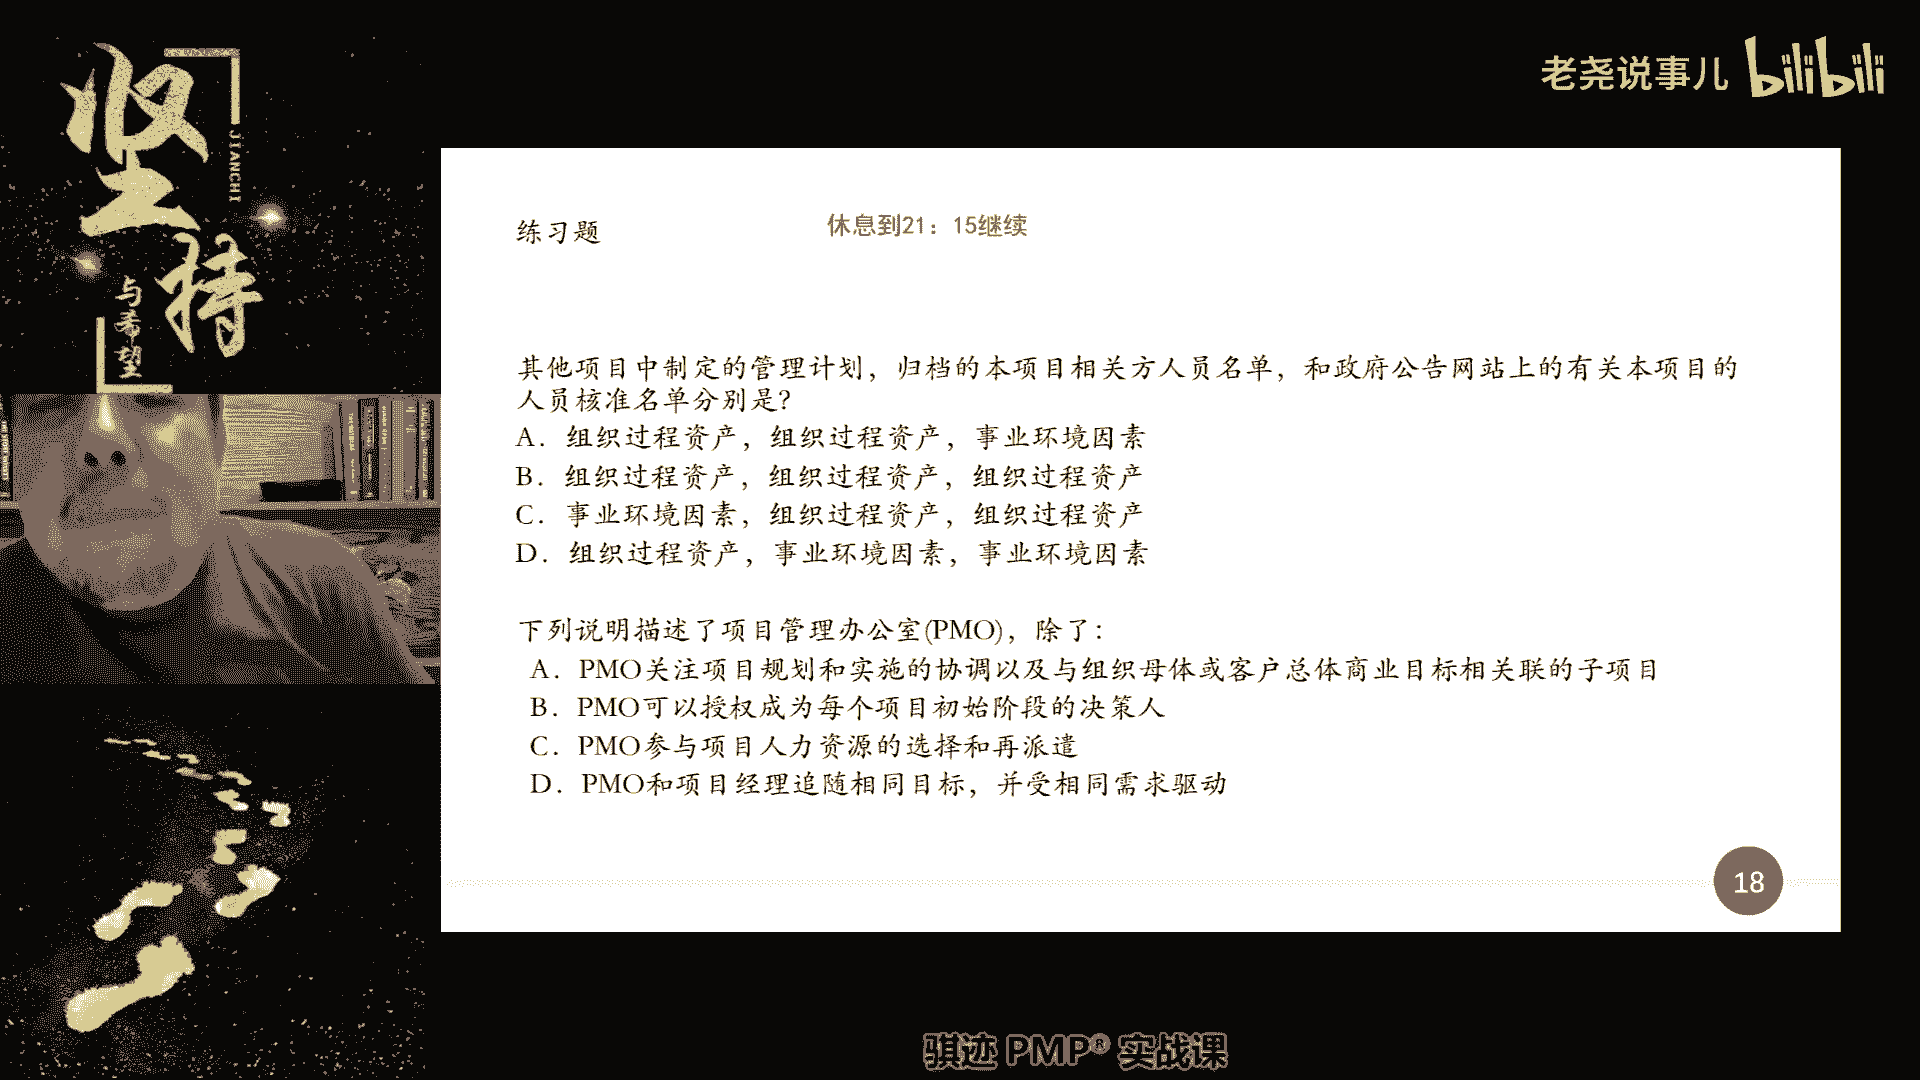 坚持
JIANCHI
与希望
老尧说事儿 bilibili
练习题
休息到21：15继续
其他项目中制定的管理计划，归档的本项目相关方人员名单，和政府公告网站上的有关本项目的
人员核准名单分别是?
A. 组织过程资产，组织过程资产，事业环境因素
B. 组织过程资产，组织过程资产，组织过程资产
C. 事业环境因素，组织过程资产，组织过程资产
D. 组织过程资产，事业环境因素，事业环境因素
下列说明描述了项目管理办公室(PMO)，除了：
A. PMO关注项目规划和实施的协调以及与组织母体或客户总体商业目标相关联的子项目
B. PMO可以授权成为每个项目初始阶段的决策人
C. PMO参与项目人力资源的选择和再派遣
D. PMO和项目经理追随相同目标，并受相同需求驱动
18
骐迹 PMP® 实战课